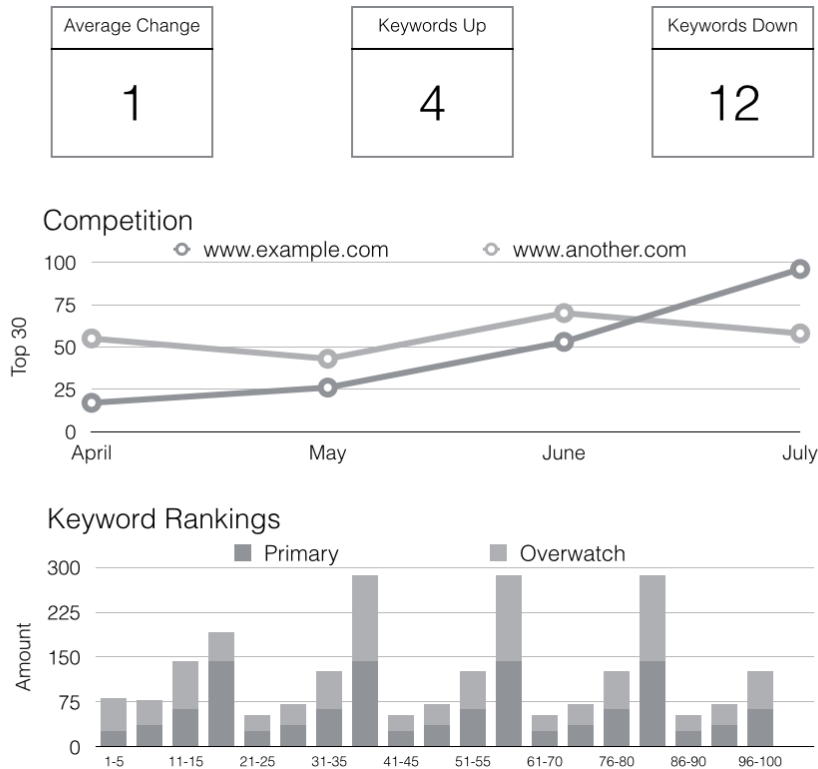 Average Change
Keywords Up
Keywords Down
1
4
12
Competition
www.example.com
www.another.com
100
75
50
25
0
Top 30
April
May
June
July
Keyword Rankings
Primary
Overwatch
300
225
150
75
0
Amount
1-5
11-15
21-25
31-35
41-45
51-55
61-70
76-80
86-90
96-100